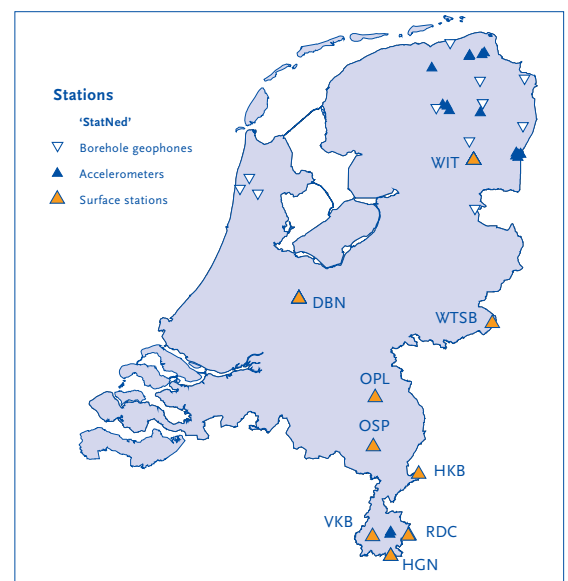 Stations
‘StatNed’
Borehole geophones
Accelerometers
Surface stations
WIT
DBN
WTSB
OPL
OSP
HKB
VKB
RDC
HGN